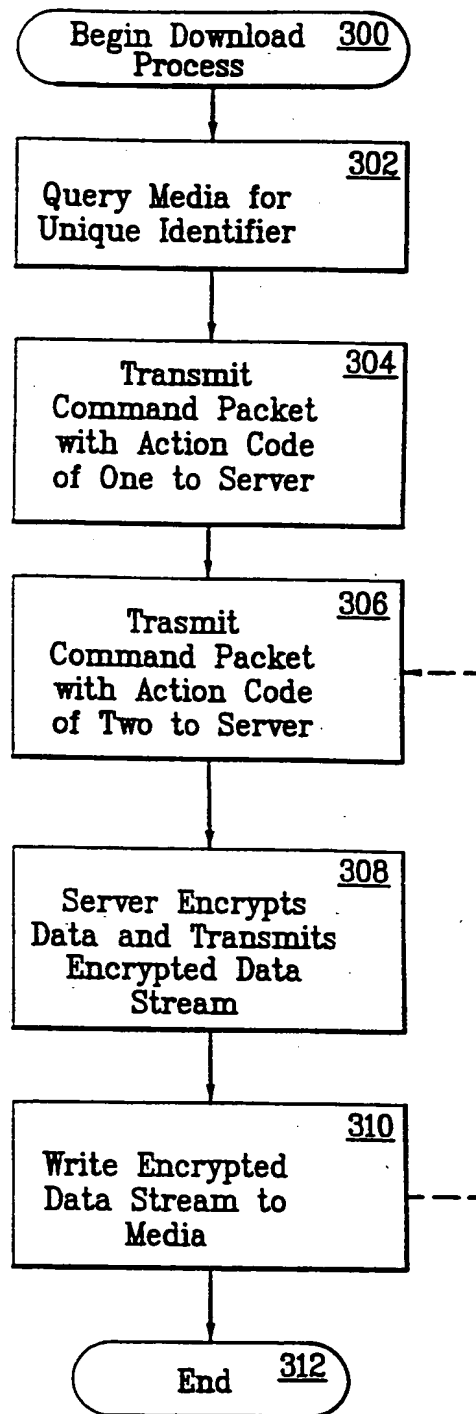 Begin Download 300
Process
302
Query Media for
Unique Identifier
304
Transmit
Command Packet
with Action Code
of One to Server
306
Trasmit
Command Packet
with Action Code
of Two to Server
308
Server Encrypts
Data and Transmits
Encrypted Data
Stream
310
Write Encrypted
Data Stream to
Media
End 312